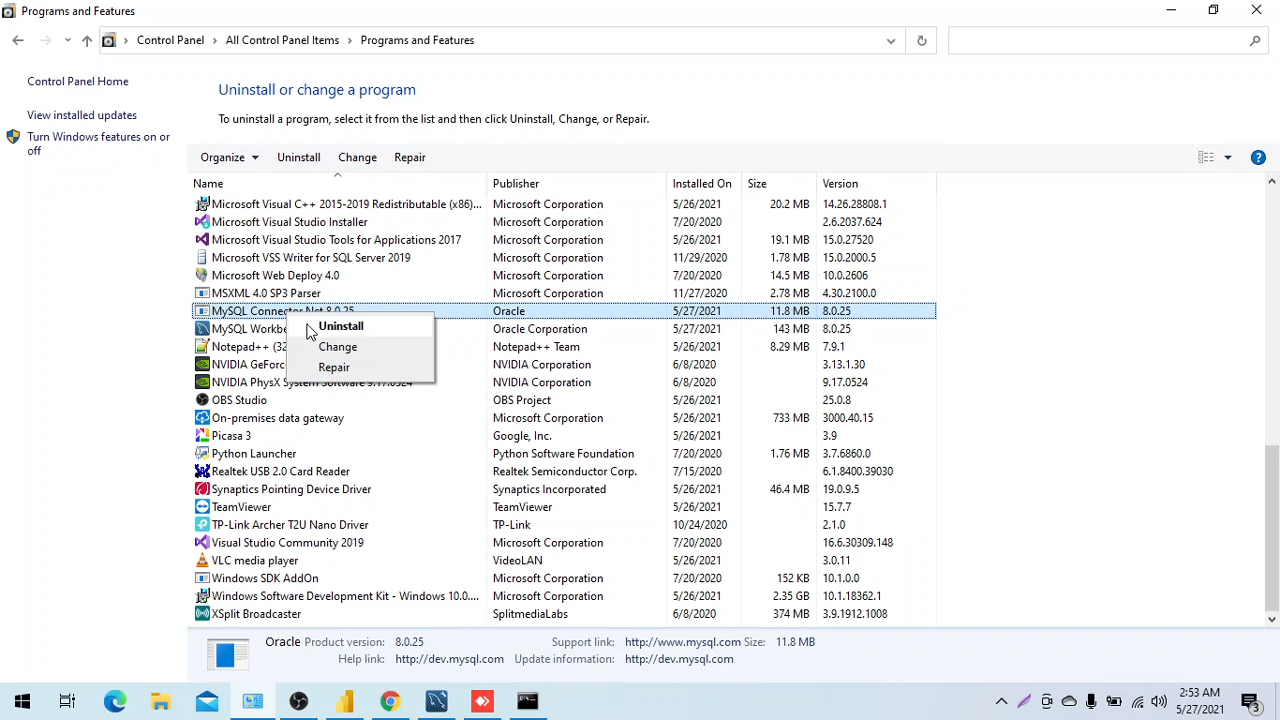 Programs and Features
Control Panel > All Control Panel Items > Programs and Features
Control Panel Home
View installed updates
Turn Windows features on or off
Uninstall or change a program
To uninstall a program, select it from the list and then click Uninstall, Change, or Repair.
Organize Uninstall Change Repair
Name Publisher Installed On Size Version
Microsoft Visual C++ 2015-2019 Redistributable (x86)... Microsoft Corporation 5/26/2021 20.2 MB 14.26.28808.1
Microsoft Visual Studio Installer Microsoft Corporation 7/20/2020 2.6.2037.624
Microsoft Visual Studio Tools for Applications 2017 Microsoft Corporation 5/26/2021 19.1 MB 15.0.27520
Microsoft VSS Writer for SQL Server 2019 Microsoft Corporation 11/29/2020 1.78 MB 15.0.2000.5
Microsoft Web Deploy 4.0 Microsoft Corporation 7/20/2020 14.5 MB 10.0.2606
MSXML 4.0 SP3 Parser Microsoft Corporation 11/27/2020 2.78 MB 4.30.2100.0
MySQL Connector Net 8.0.25 Oracle 5/27/2021 11.8 MB 8.0.25
MySQL Workbe Oracle Corporation 5/27/2021 143 MB 8.0.25
Notepad++ (32 Notepad++ Team 5/26/2021 8.29 MB 7.9.1
NVIDIA GeForc NVIDIA Corporation 6/8/2020 3.13.1.30
NVIDIA PhysX System Software 9.17.0524 NVIDIA Corporation 6/8/2020 9.17.0524
OBS Studio OBS Project 5/26/2021 25.0.8
On-premises data gateway Microsoft Corporation 5/26/2021 733 MB 3000.40.15
Picasa 3 Google, Inc. 5/26/2021 3.9
Python Launcher Python Software Foundation 7/20/2020 1.76 MB 3.7.6860.0
Realtek USB 2.0 Card Reader Realtek Semiconductor Corp. 7/15/2020 6.1.8400.39030
Synaptics Pointing Device Driver Synaptics Incorporated 5/26/2021 46.4 MB 19.0.9.5
TeamViewer TeamViewer 5/26/2021 15.7.7
TP-Link Archer T2U Nano Driver TP-Link 10/24/2020 2.1.0
Visual Studio Community 2019 Microsoft Corporation 7/20/2020 16.6.30309.148
VLC media player VideoLAN 5/26/2021 3.0.11
Windows SDK AddOn Microsoft Corporation 7/20/2020 152 KB 10.1.0.0
Windows Software Development Kit - Windows 10.0.... Microsoft Corporation 5/26/2021 2.35 GB 10.1.18362.1
XSplit Broadcaster SplitmediaLabs 6/8/2020 374 MB 3.9.1912.1008
Uninstall
Change
Repair
Oracle Product version: 8.0.25 Support link: http://www.mysql.com Size: 11.8 MB
Help link: http://dev.mysql.com Update information: http://dev.mysql.com
2:53 AM
5/27/2021
3